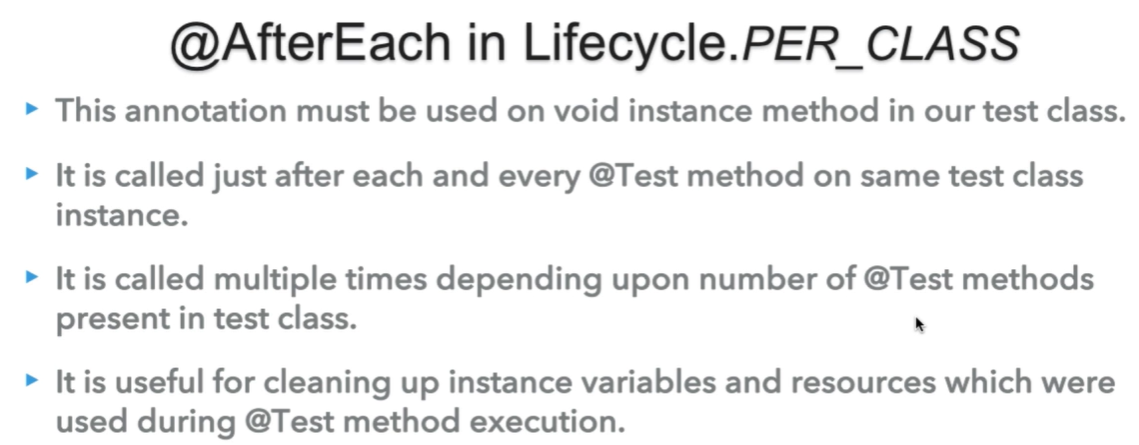 @AfterEach in Lifecycle.PER_CLASS
This annotation must be used on void instance method in our test class.
It is called just after each and every @Test method on same test class
instance.
It is called multiple times depending upon number of @Test methods
present in test class.
It is useful for cleaning up instance variables and resources which were
used during @Test method execution.